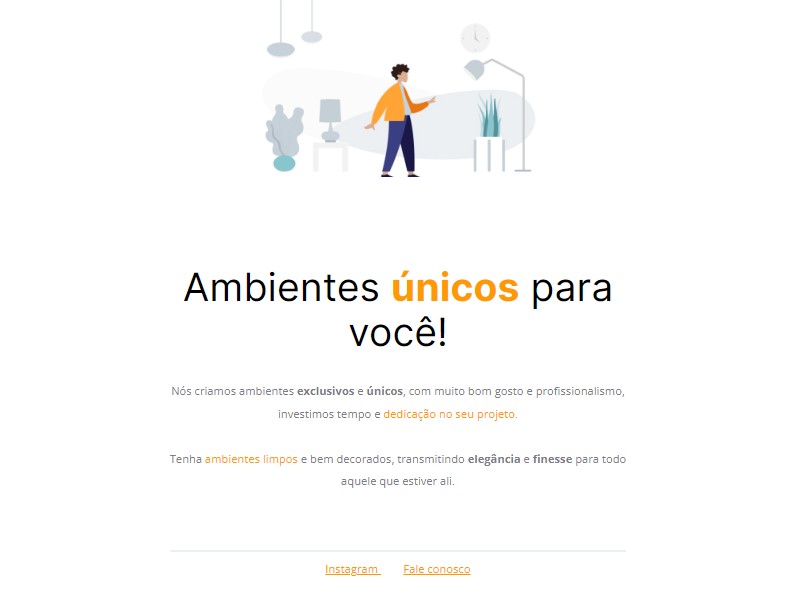 Ambientes únicos para
você!
Nós criamos ambientes exclusivos e únicos, com muito bom gosto e profissionalismo,
investimos tempo e dedicação no seu projeto.
Tenha ambientes limpos e bem decorados, transmitindo elegância e finesse para todo
aquele que estiver ali.
Instagram Fale conosco